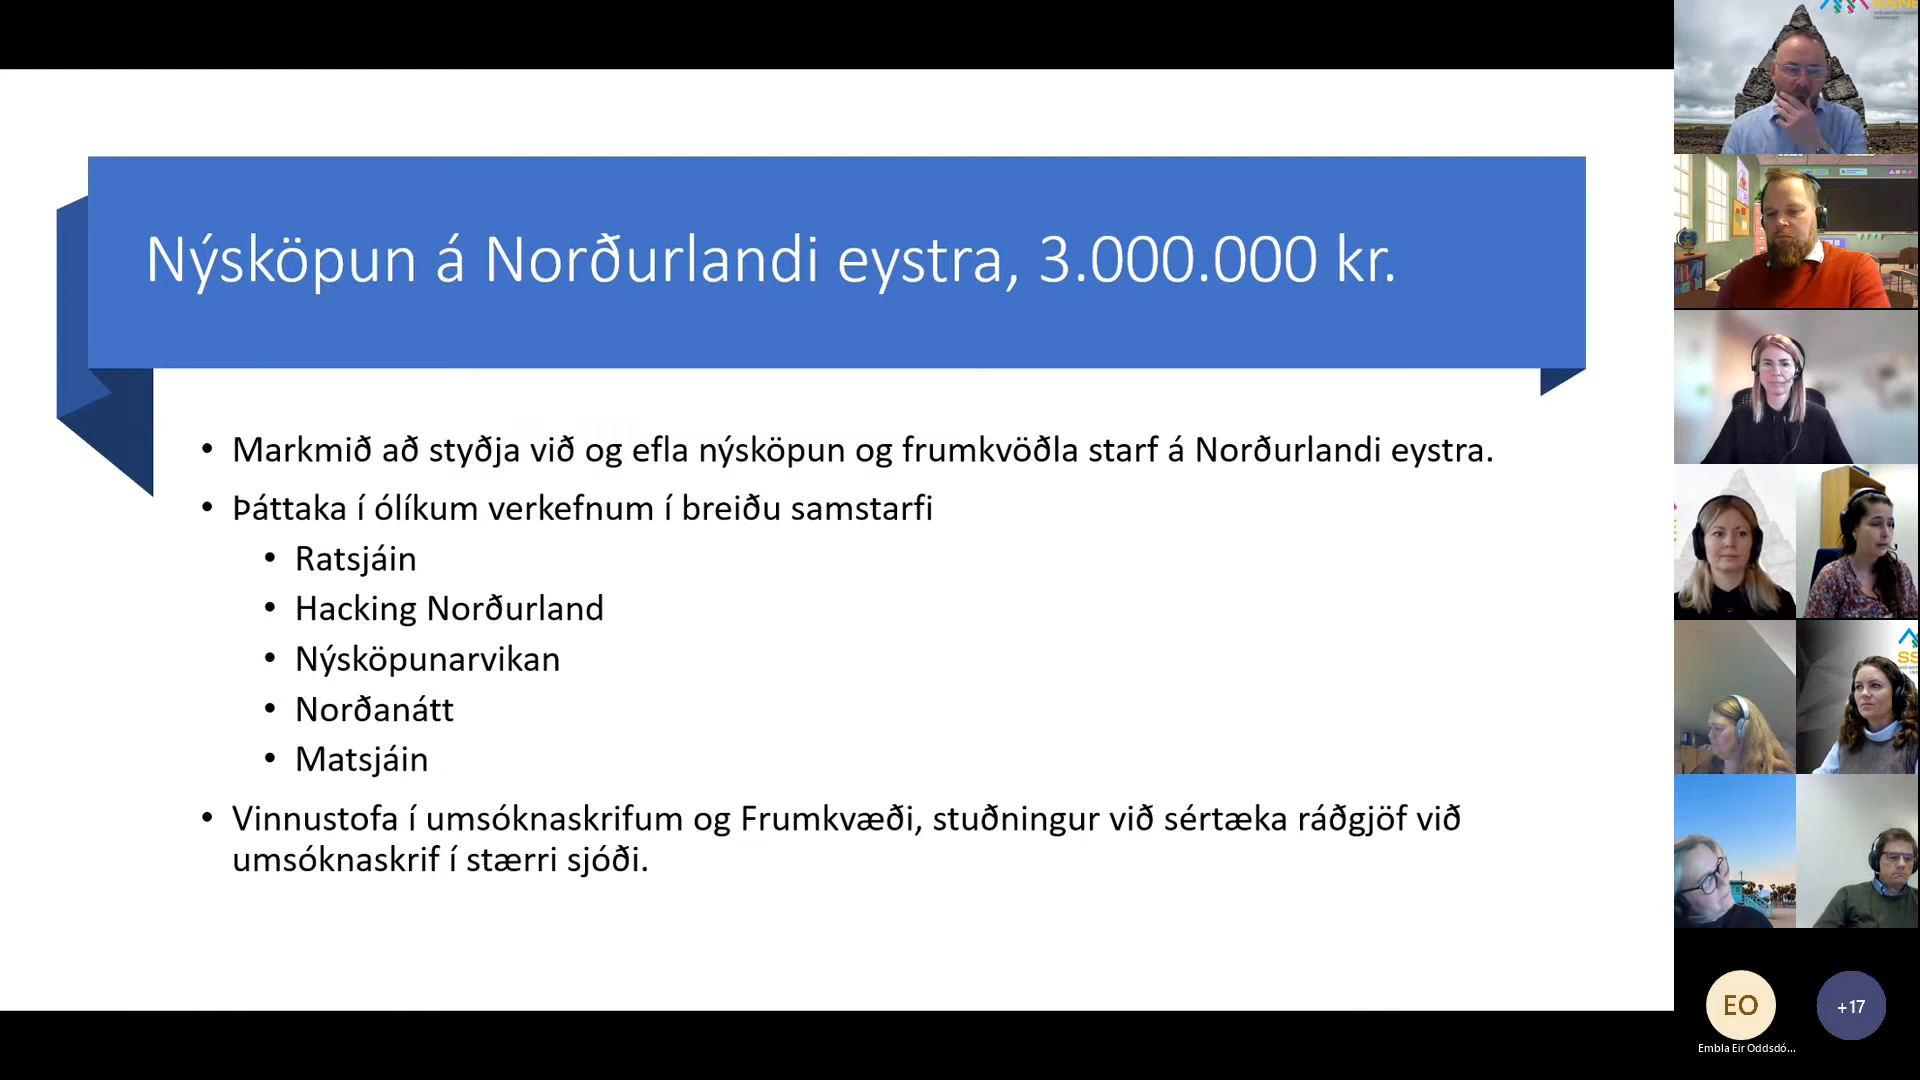 Nýsköpun á Norðurlandi eystra, 3.000.000 kr.
• Markmið að styðja við og efla nýsköpun og frumkvöðla starf á Norðurlandi eystra.
• Þáttaka í ólíkum verkefnum í breiðu samstarfi
• Ratsjáin
• Hacking Norðurland
• Nýsköpunarvikan
• Norðanátt
• Matsjáin
• Vinnustofa í umsóknaskrifum og Frumkvæði, stuðningur við sértæka ráðgjöf við
umsóknaskrif í stærri sjóði.
SSNE
EO
+17
Embla Eir Oddsdó...